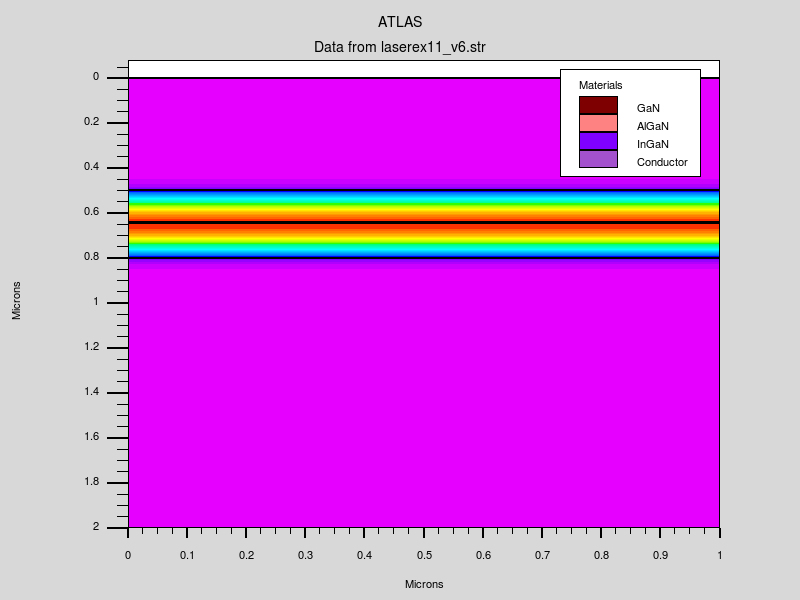 ATLAS
Data from laserex11_v6.str
Materials
GaN
AlGaN
InGaN
Conductor
0
0.2
0.4
0.6
0.8
1
1.2
1.4
1.6
1.8
2
Microns
0 0.1 0.2 0.3 0.4 0.5 0.6 0.7 0.8 0.9 1
Microns